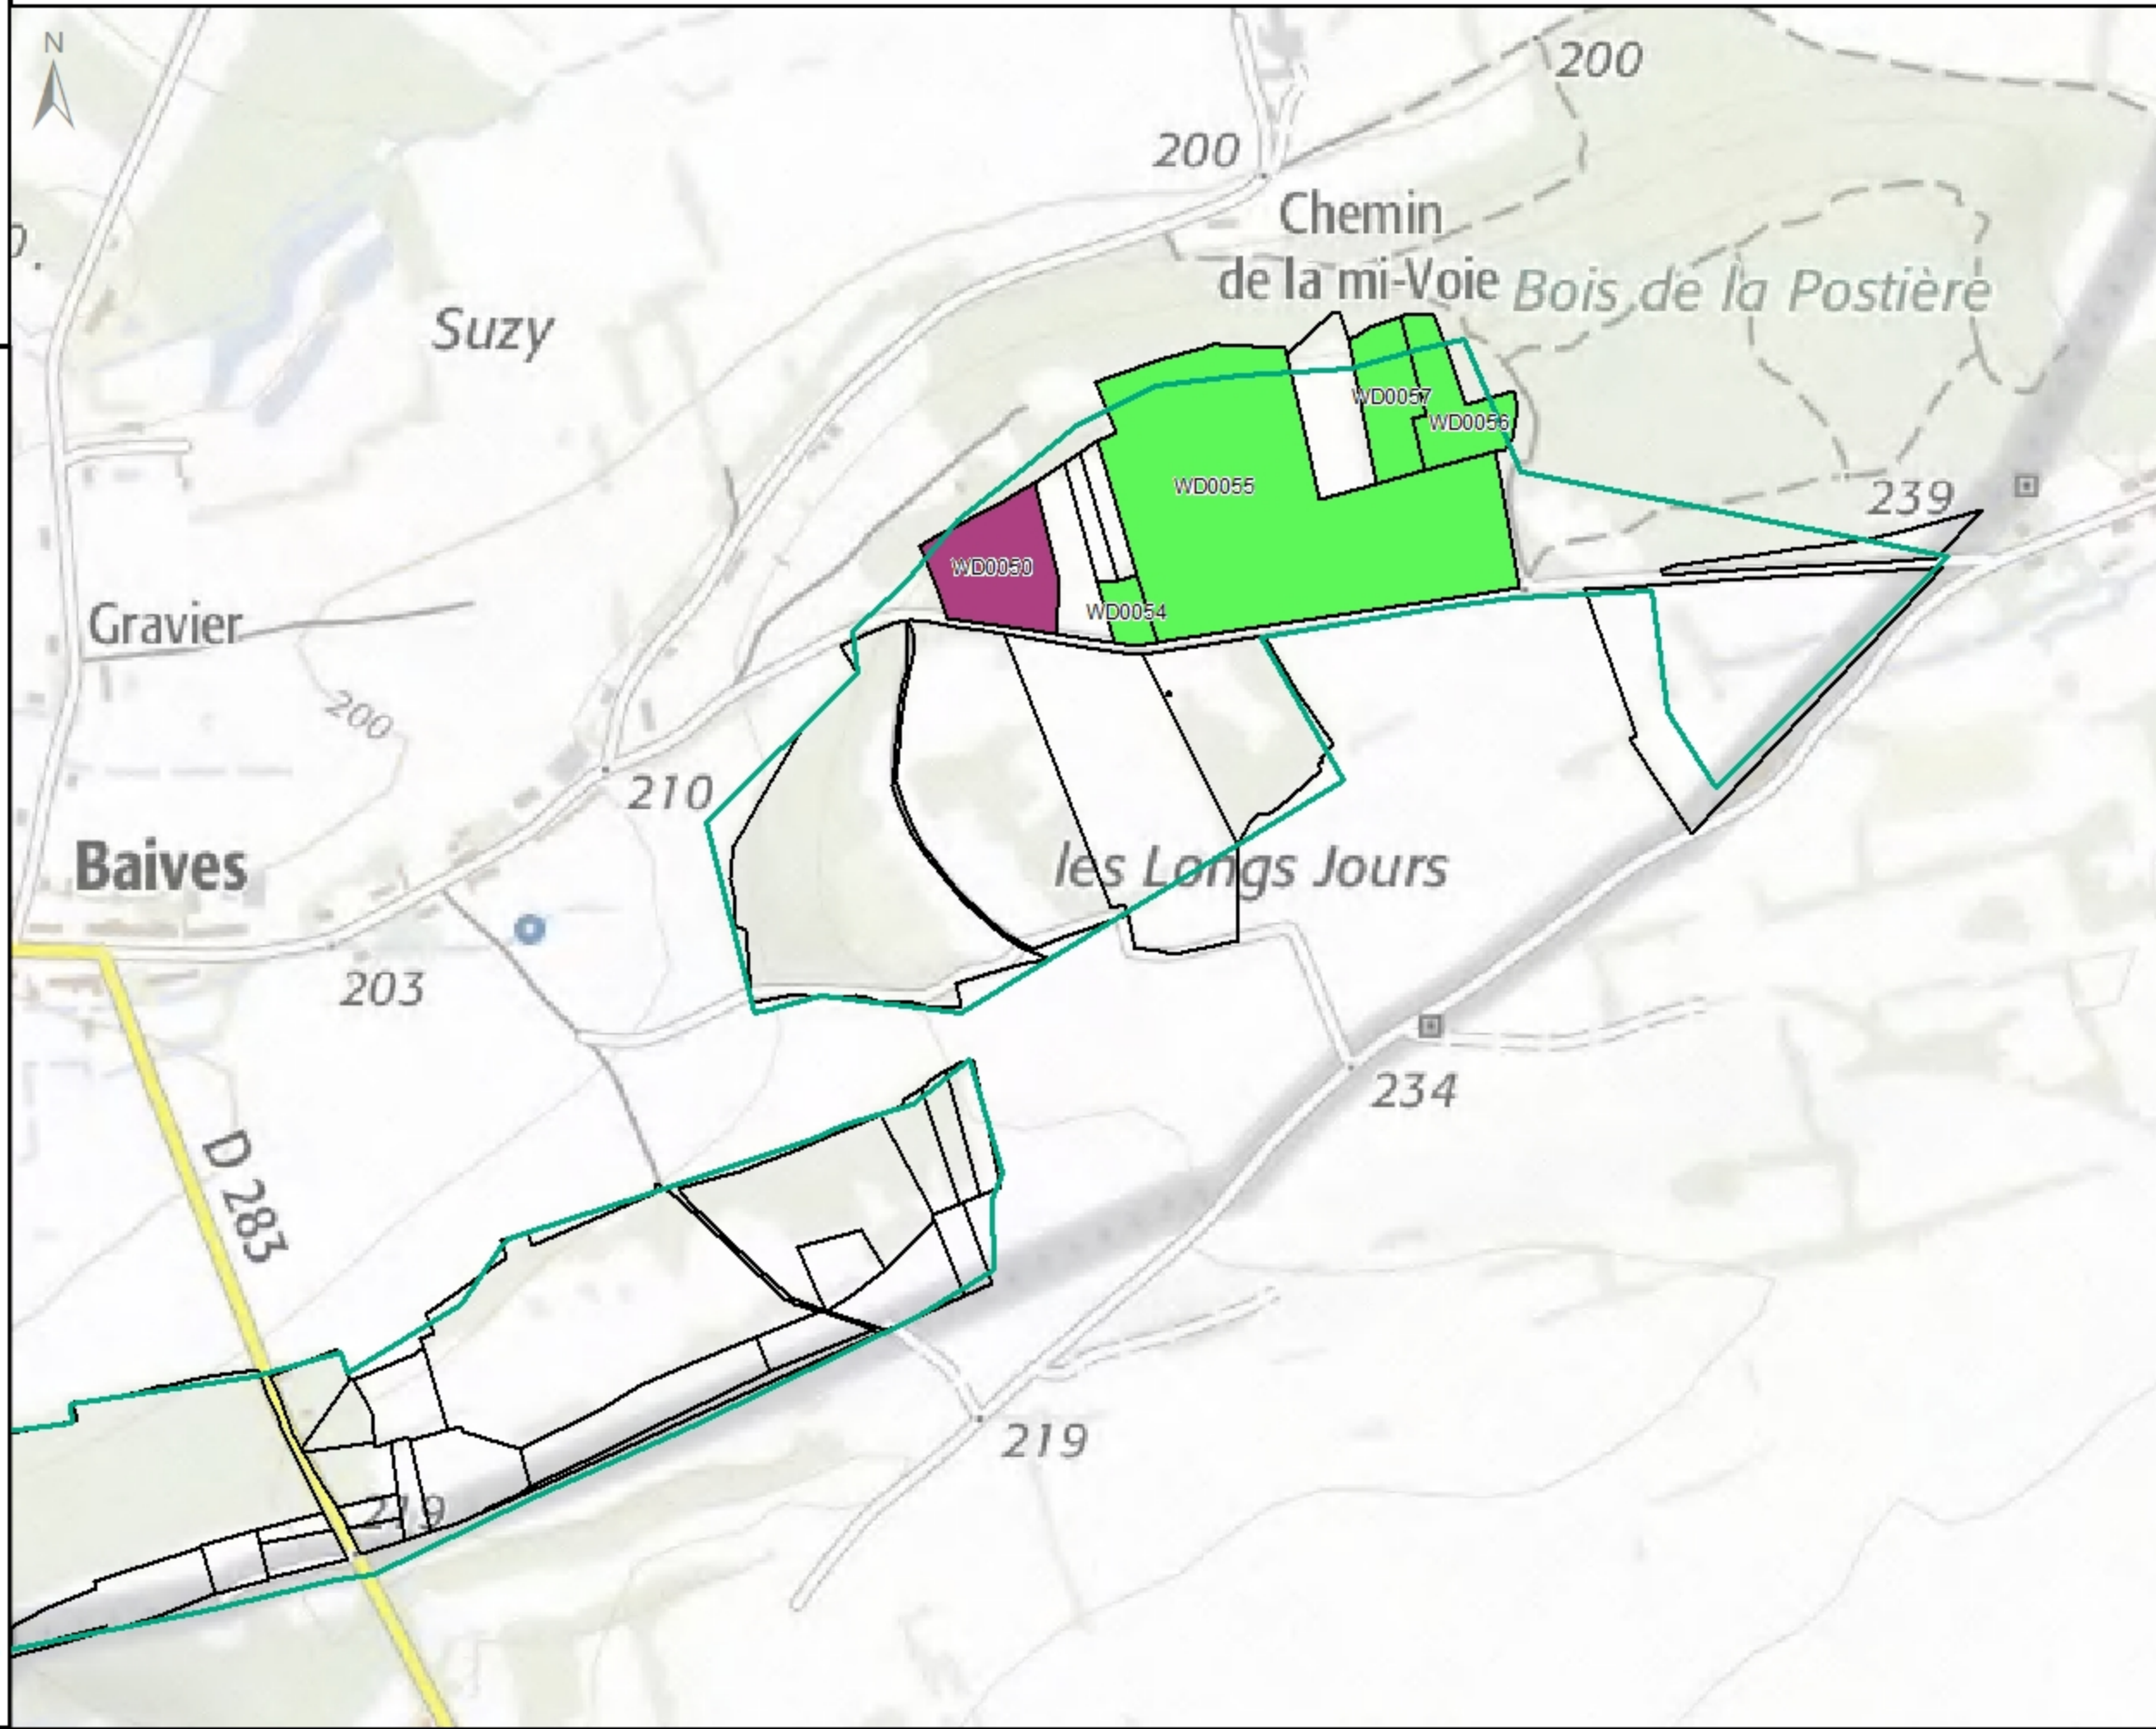 N
200
200
Chemin
de la mi-Voie
Bois de la Postière
Suzy
WD0057
WD0056
WD0055
239
WD0050
WD0054
Gravier
200
210
les Longs Jours
Baives
203
234
D 283
219
219